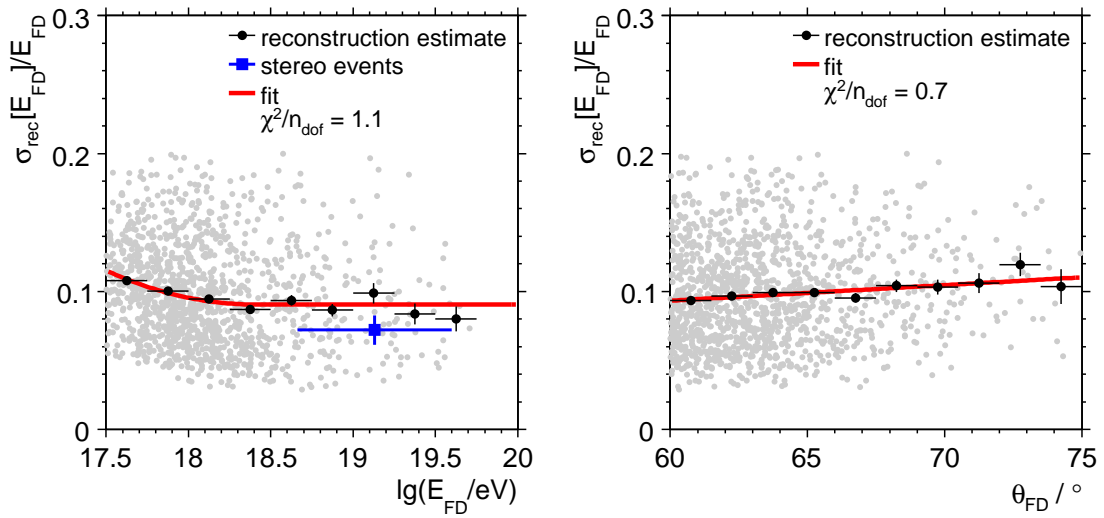 σ_rec[E_FD]/E_FD
0.3
0.2
0.1
0
reconstruction estimate
stereo events
fit
χ²/n_dof = 1.1
17.5 18 18.5 19 19.5 20
lg(E_FD/eV)
σ_rec[E_FD]/E_FD
0.3
0.2
0.1
0
reconstruction estimate
fit
χ²/n_dof = 0.7
60 65 70 75
θ_FD / °